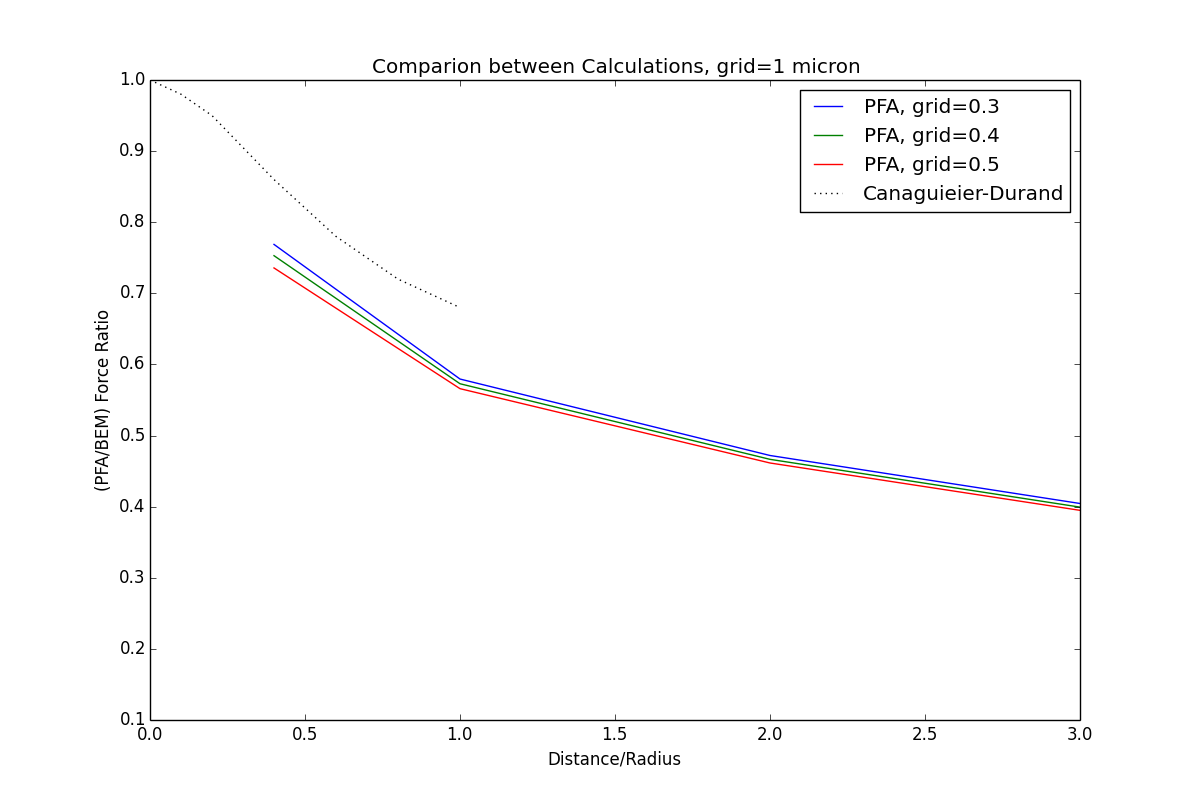 Comparion between Calculations, grid=1 micron
1.0
0.9
0.8
0.7
0.6
0.5
0.4
0.3
0.2
0.1
(PFA/BEM) Force Ratio
PFA, grid=0.3
PFA, grid=0.4
PFA, grid=0.5
Canaguieier-Durand
0.0 0.5 1.0 1.5 2.0 2.5 3.0
Distance/Radius